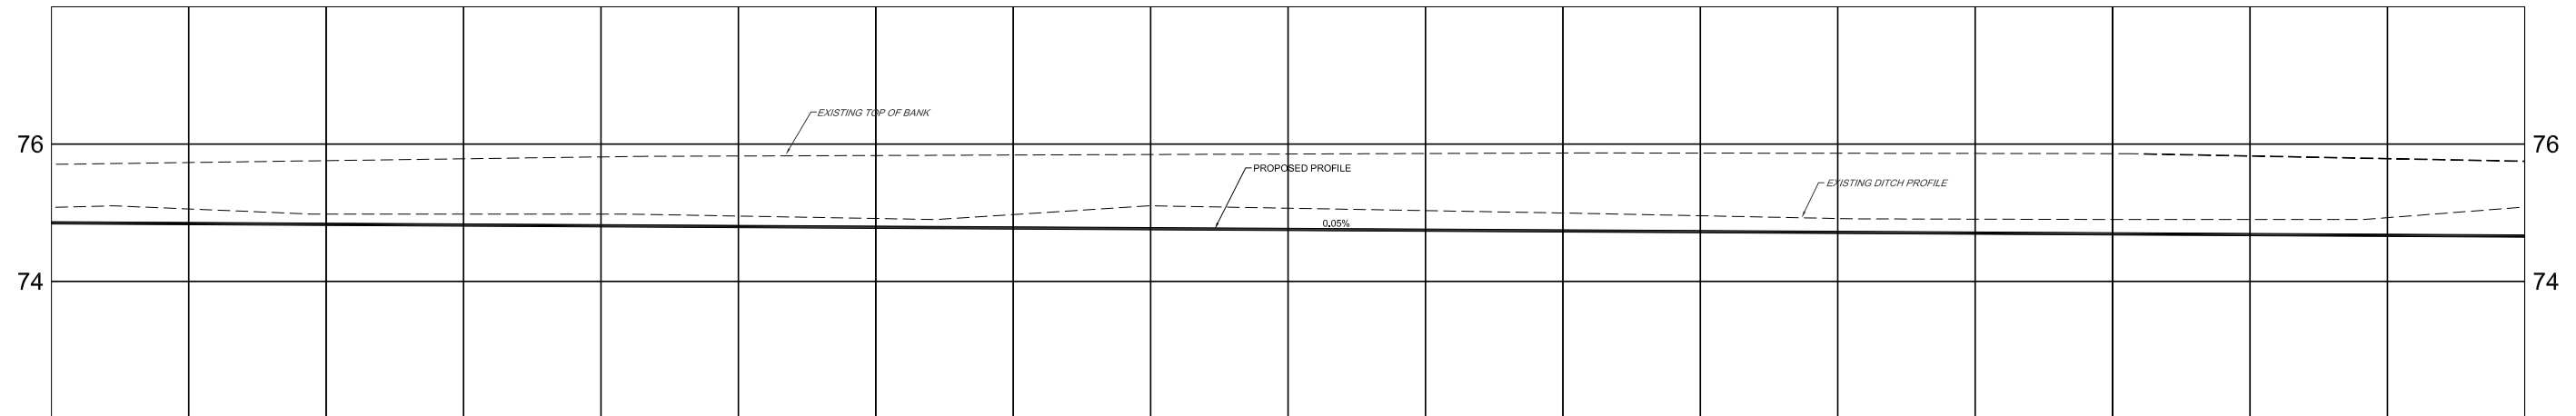 EXISTING TOP OF BANK
76
76
PROPOSED PROFILE
EXISTING DITCH PROFILE
0.05%
74
74